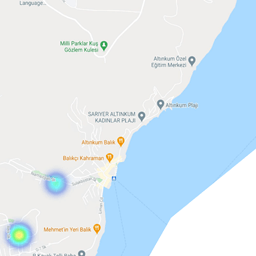 Language...
Milli Parklar Kuş
Gözlem Kulesi
Altınkum Özel
Eğitim Merkezi
Altınkum Plajı
SARIYER ALTINKUM
KADINLAR PLAJI
Altınkum Balık
Balıkçı Kahraman
Mehmet'in Yeri Balık